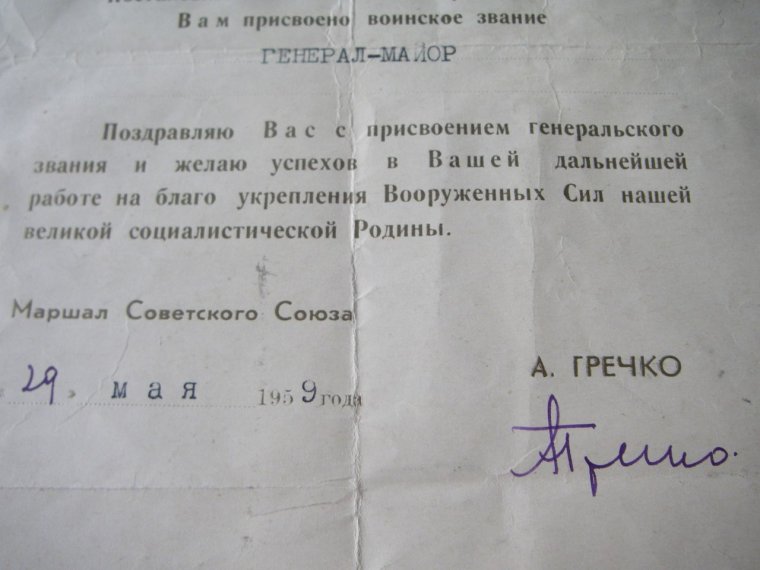 Вам присвоено воинское звание
ГЕНЕРАЛ-МАЙОР
Поздравляю Вас с присвоением генеральского
звания и желаю успехов в Вашей дальнейшей
работе на благо укрепления Вооруженных Сил нашей
великой социалистической Родины.
Маршал Советского Союза
А. ГРЕЧКО
„29" мая 1959 года
АГречко.